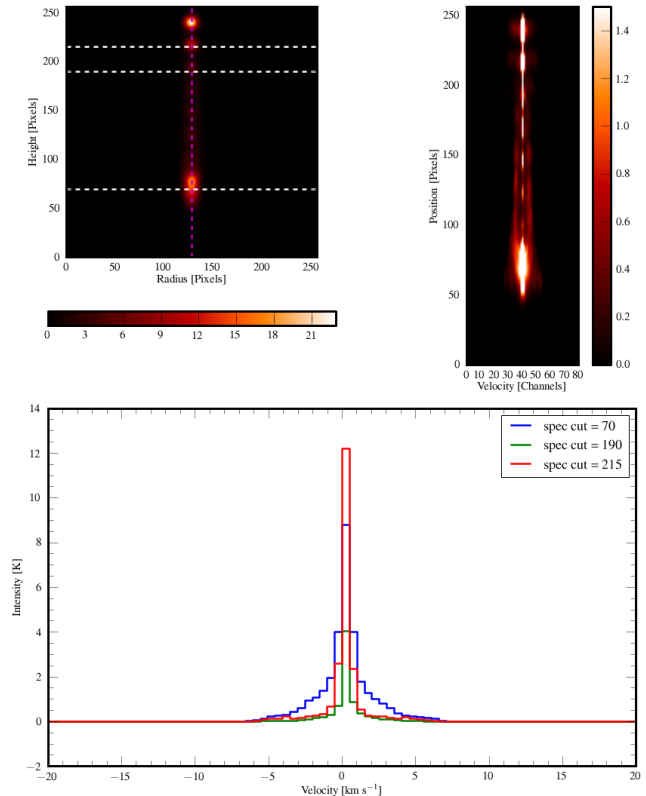 250
200
150
100
50
0
Height [Pixels]
0 50 100 150 200 250
Radius [Pixels]
0 3 6 9 12 15 18 21
250
200
150
100
50
0
Position [Pixels]
0 10 20 30 40 50 60 70 80
Velocity [Channels]
1.4
1.2
1.0
0.8
0.6
0.4
0.2
0.0
14
12
10
8
6
4
2
0
−2
Intensity [K]
spec cut = 70
spec cut = 190
spec cut = 215
−20 −15 −10 −5 0 5 10 15 20
Velocity [km s⁻¹]